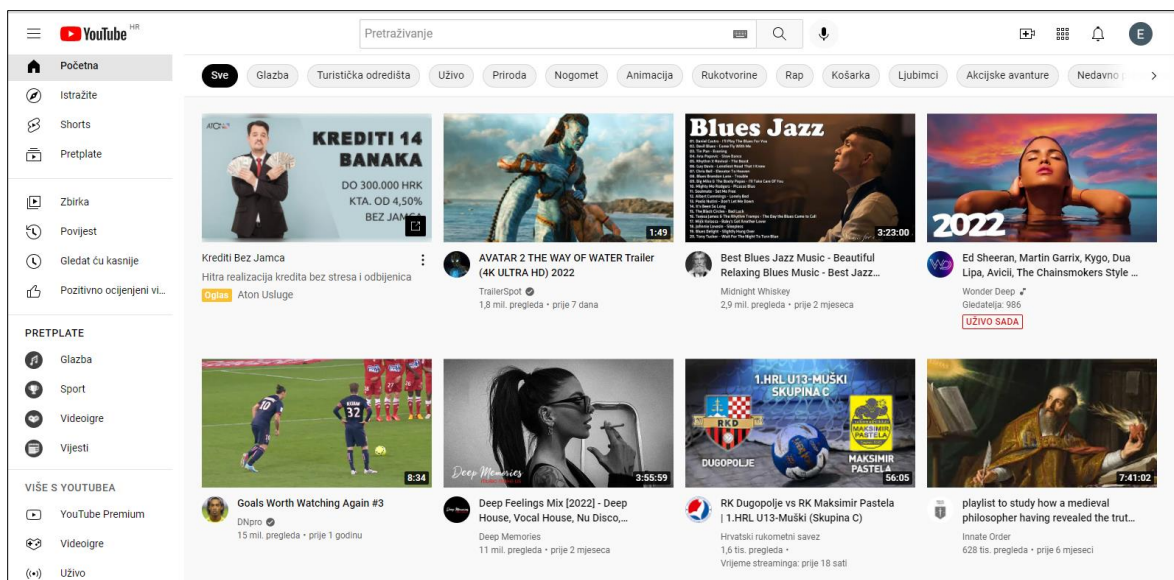 YouTube HR
Pretraživanje
E
Početna
Istražite
Shorts
Pretplate
Zbirka
Povijest
Gledat ću kasnije
Pozitivno ocijenjeni vi...
PRETPLATE
Glazba
Sport
Videoigre
Vijesti
VIŠE S YOUTUBEA
YouTube Premium
Videoigre
Uživo
Sve Glazba Turistička odredišta Uživo Priroda Nogomet Animacija Rukotvorine Rap Košarka Ljubimci Akcijske avanture Nedavno
KREDITI 14
BANAKA
DO 300.000 HRK
KTA. OD 4,50%
BEZ JAMCA
Krediti Bez Jamca
Hitra realizacija kredita bez stresa i odbijenica
Oglas Aton Usluge
1:49
AVATAR 2 THE WAY OF WATER Trailer
(4K ULTRA HD) 2022
TrailerSpot
1,8 mil. pregleda • prije 7 dana
Blues Jazz
3:23:00
Best Blues Jazz Music - Beautiful
Relaxing Blues Music - Best Jazz...
Midnight Whiskey
2,9 mil. pregleda • prije 2 mjeseca
2022
Ed Sheeran, Martin Garrix, Kygo, Dua
Lipa, Avicii, The Chainsmokers Style ...
Wonder Deep
Gledatelja: 986
UŽIVO SADA
10
32
8:34
Goals Worth Watching Again #3
DNpro
15 mil. pregleda • prije 1 godinu
Deep Memories
3:55:59
Deep Feelings Mix [2022] - Deep
House, Vocal House, Nu Disco,...
Deep Memories
11 mil. pregleda • prije 2 mjeseca
1.HRL U13-MUŠKI
SKUPINA C
RKD
DUGOPOLJE
MAKSIMIR
PASTELA
MAKSIMIR
PASTELA
56:05
RK Dugopolje vs RK Maksimir Pastela
| 1.HRL U13-Muški (Skupina C)
Hrvatski rukometni savez
1,6 tis. pregleda •
Vrijeme streaminga: prije 18 sati
7:41:02
playlist to study how a medieval
philosopher having revealed the trut...
Innate Order
628 tis. pregleda • prije 6 mjeseci